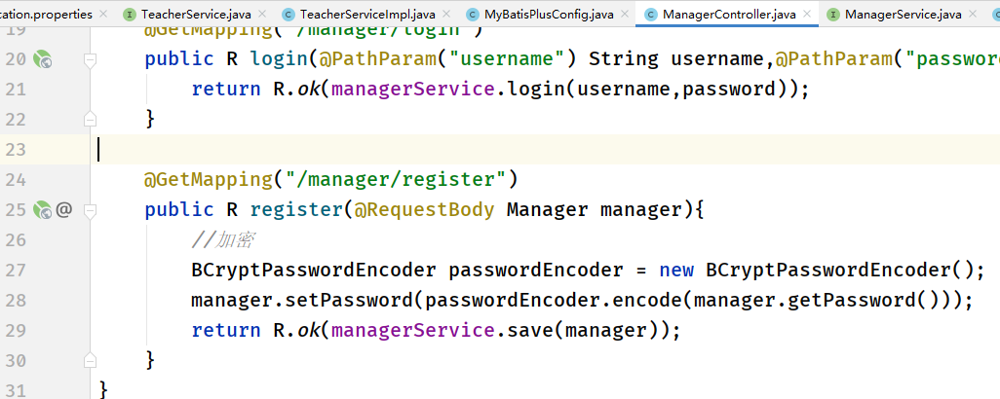 cation.properties TeacherService.java TeacherServiceImpl.java MyBatisPlusConfig.java ManagerController.java ManagerService.java
19 @GetMapping("/manager/login")
20 public R login(@PathParam("username") String username,@PathParam("password
21 return R.ok(managerService.login(username,password));
22 }
23
24 @GetMapping("/manager/register")
25 @ public R register(@RequestBody Manager manager){
26 //加密
27 BCryptPasswordEncoder passwordEncoder = new BCryptPasswordEncoder();
28 manager.setPassword(passwordEncoder.encode(manager.getPassword()));
29 return R.ok(managerService.save(manager));
30 }
31 }